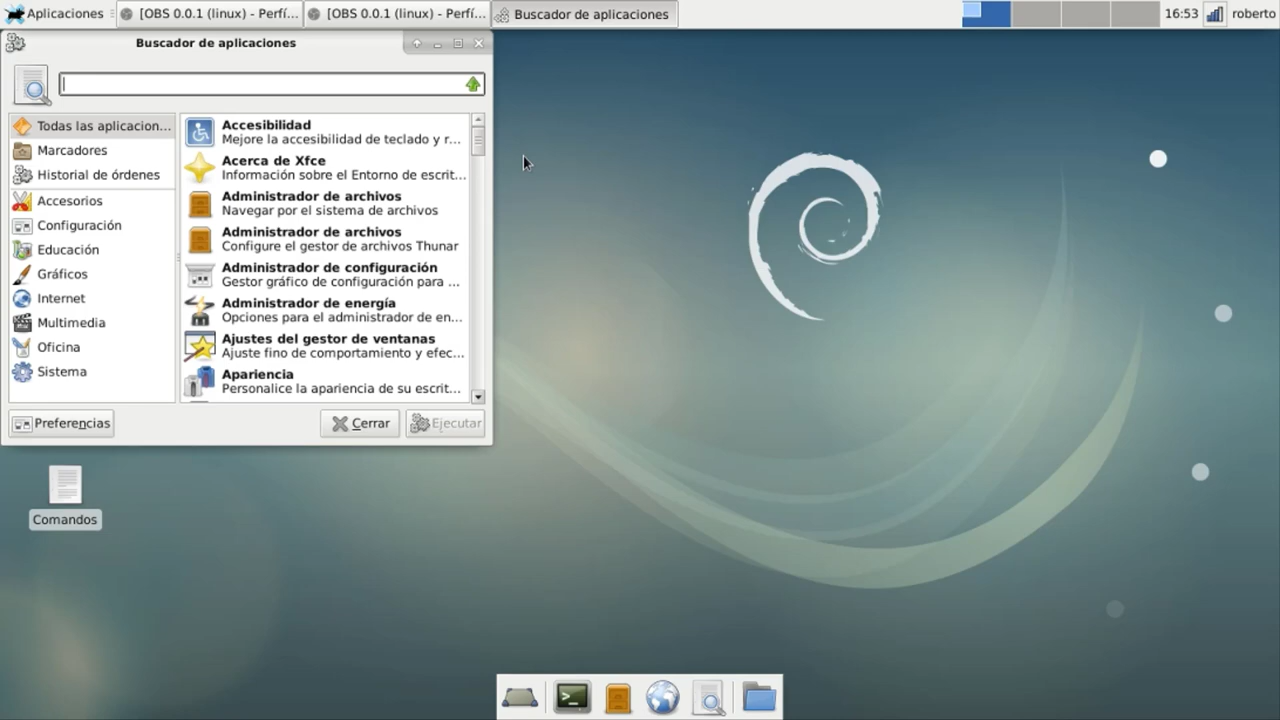 Aplicaciones
[OBS 0.0.1 (linux) - Perfí...
[OBS 0.0.1 (linux) - Perfí...
Buscador de aplicaciones
16:53
roberto
Buscador de aplicaciones
Todas las aplicacion...
Marcadores
Historial de órdenes
Accesorios
Configuración
Educación
Gráficos
Internet
Multimedia
Oficina
Sistema
Accesibilidad
Mejore la accesibilidad de teclado y r...
Acerca de Xfce
Información sobre el Entorno de escrit...
Administrador de archivos
Navegar por el sistema de archivos
Administrador de archivos
Configure el gestor de archivos Thunar
Administrador de configuración
Gestor gráfico de configuración para ...
Administrador de energía
Opciones para el administrador de en...
Ajustes del gestor de ventanas
Ajuste fino de comportamiento y efec...
Apariencia
Personalice la apariencia de su escrit...
Preferencias
Cerrar
Ejecutar
Comandos